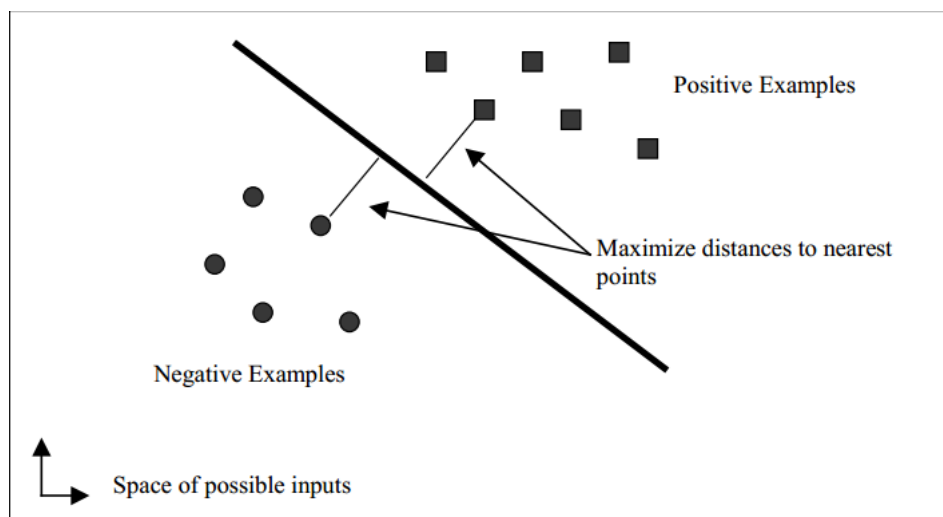 Positive Examples
Maximize distances to nearest
points
Negative Examples
Space of possible inputs